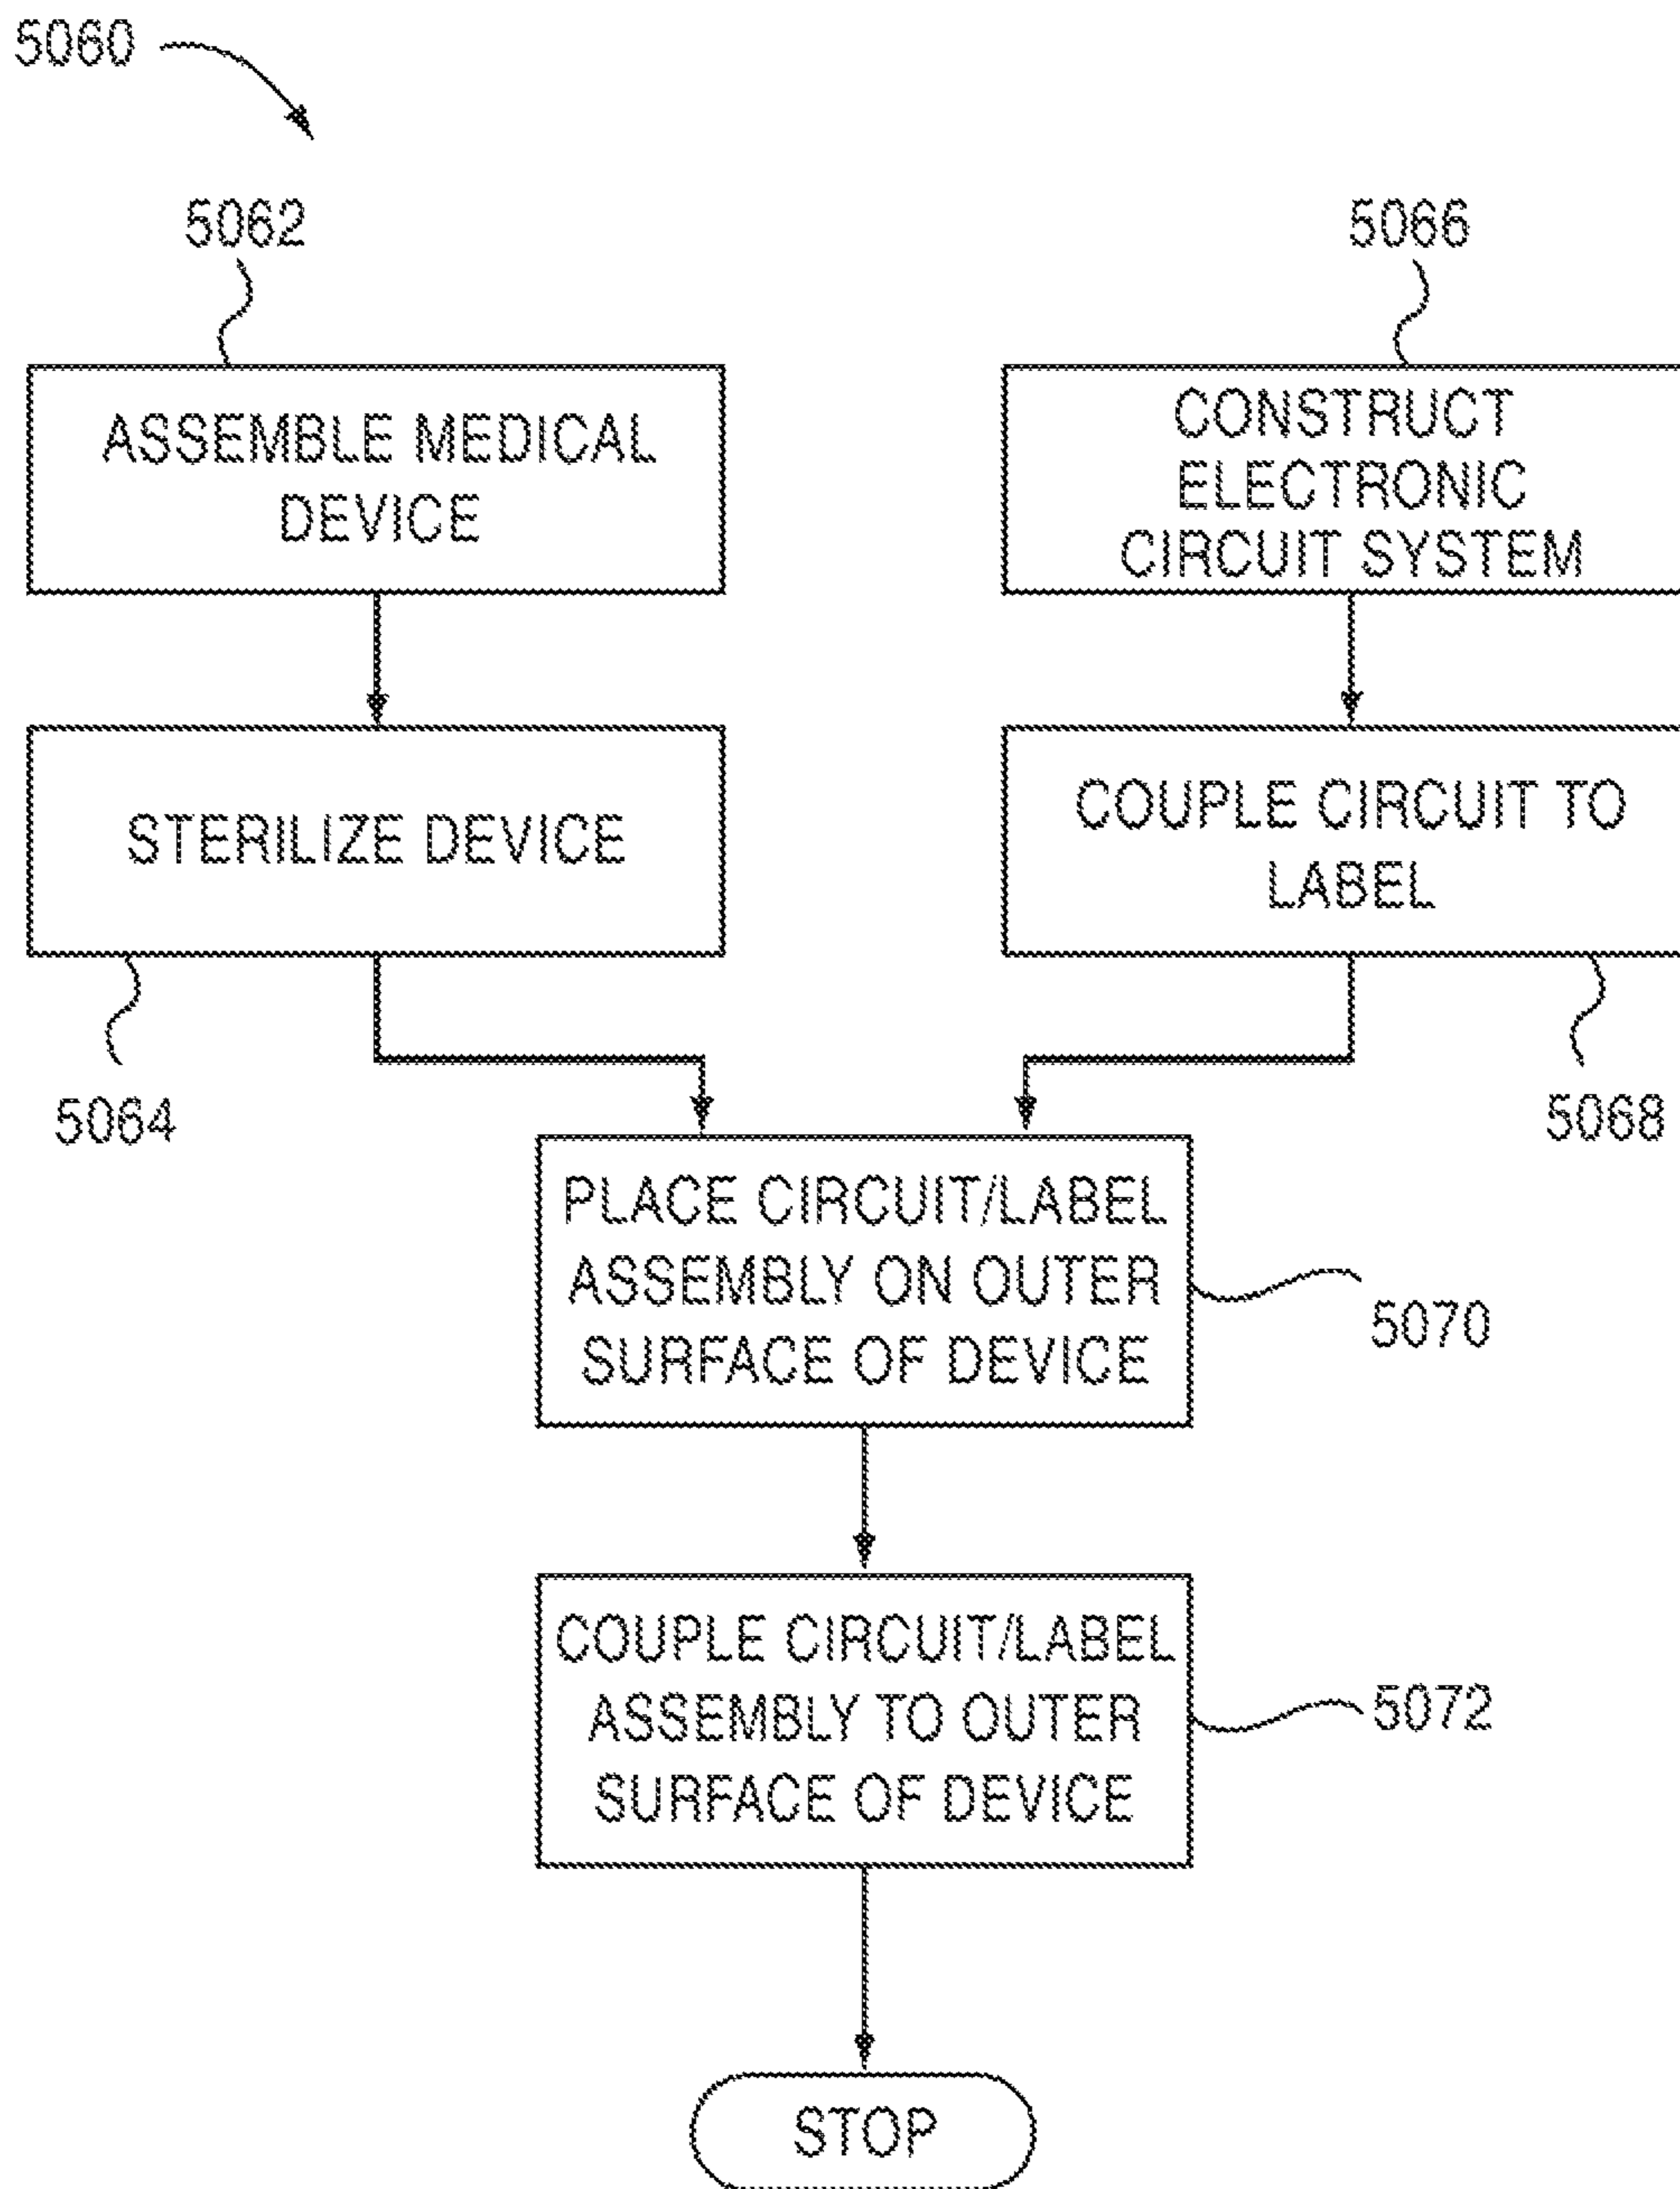 5060
5062
5066
ASSEMBLE MEDICAL
DEVICE
CONSTRUCT
ELECTRONIC
CIRCUIT SYSTEM
STERILIZE DEVICE
COUPLE CIRCUIT TO
LABEL
5064
5068
PLACE CIRCUIT/LABEL
ASSEMBLY ON OUTER
SURFACE OF DEVICE
5070
COUPLE CIRCUIT/LABEL
ASSEMBLY TO OUTER
SURFACE OF DEVICE
5072
STOP